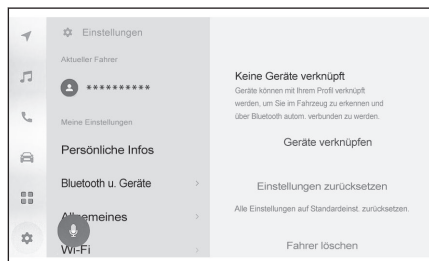 Einstellungen
Aktueller Fahrer
**********
Meine Einstellungen
Persönliche Infos
Bluetooth u. Geräte
Allgemeines
Wi-Fi
Keine Geräte verknüpft
Geräte können mit Ihrem Profil verknüpft
werden, um Sie im Fahrzeug zu erkennen und
über Bluetooth autom. verbunden zu werden.
Geräte verknüpfen
Einstellungen zurücksetzen
Alle Einstellungen auf Standardeinst. zurücksetzen.
Fahrer löschen